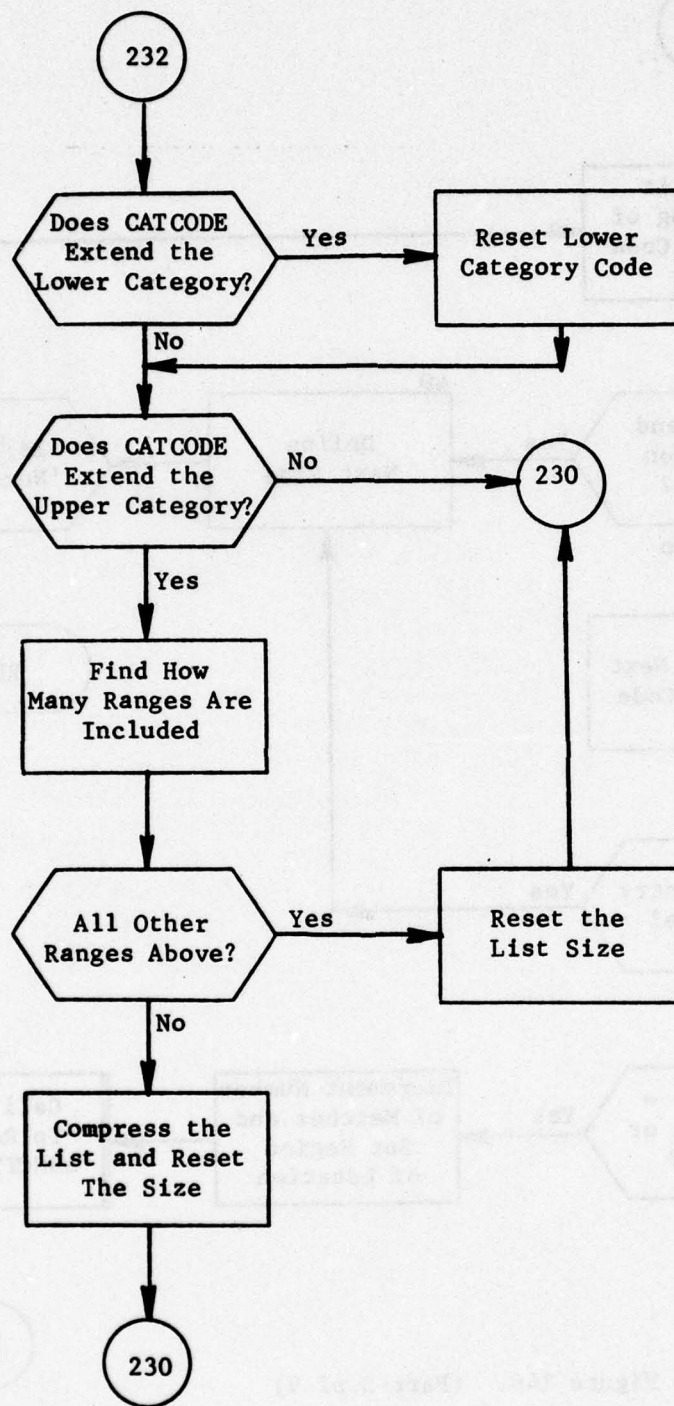 232
Does CATCODE
Extend the
Lower Category?
Yes
Reset Lower
Category Code
No
Does CATCODE
Extend the
Upper Category?
No
230
Yes
Find How
Many Ranges Are
Included
All Other
Ranges Above?
Yes
Reset the
List Size
No
Compress the
List and Reset
The Size
230